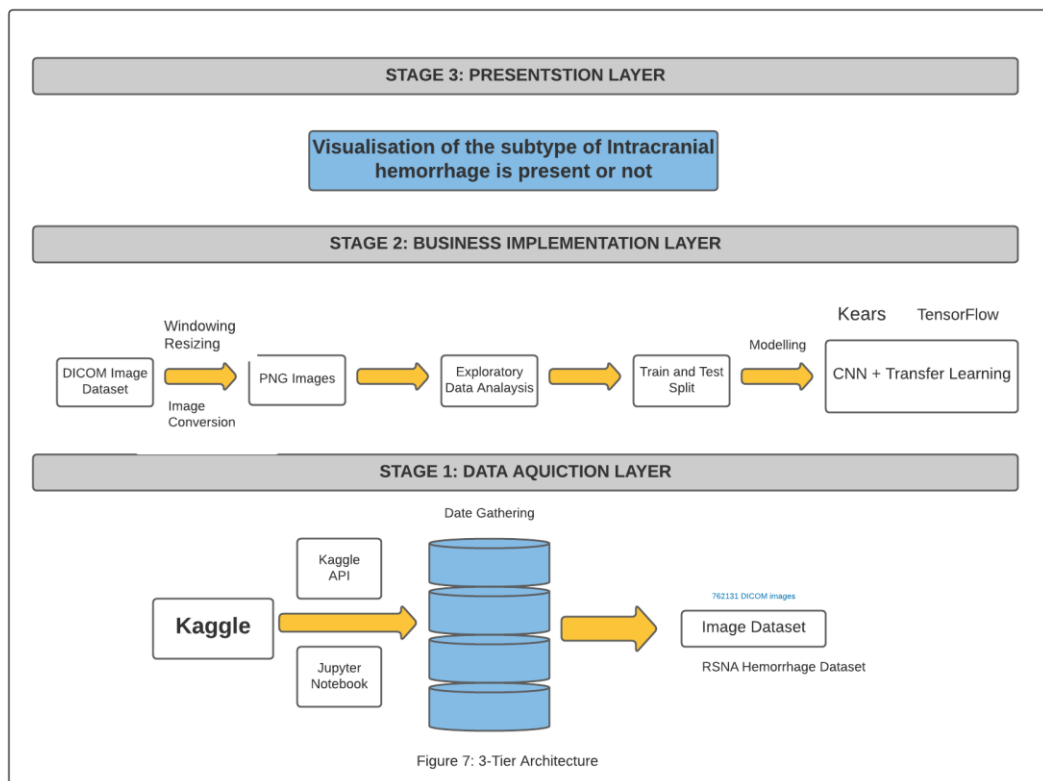 STAGE 3: PRESENTSTION LAYER
Visualisation of the subtype of Intracranial
hemorrhage is present or not
STAGE 2: BUSINESS IMPLEMENTATION LAYER
Windowing
Resizing
DICOM Image
Dataset
Image
Conversion
PNG Images
Exploratory
Data Analaysis
Train and Test
Split
Modelling
Kears
TensorFlow
CNN + Transfer Learning
STAGE 1: DATA AQUICTION LAYER
Date Gathering
Kaggle
Kaggle
API
Jupyter
Notebook
762131 DICOM images
Image Dataset
RSNA Hemorrhage Dataset
Figure 7: 3-Tier Architecture